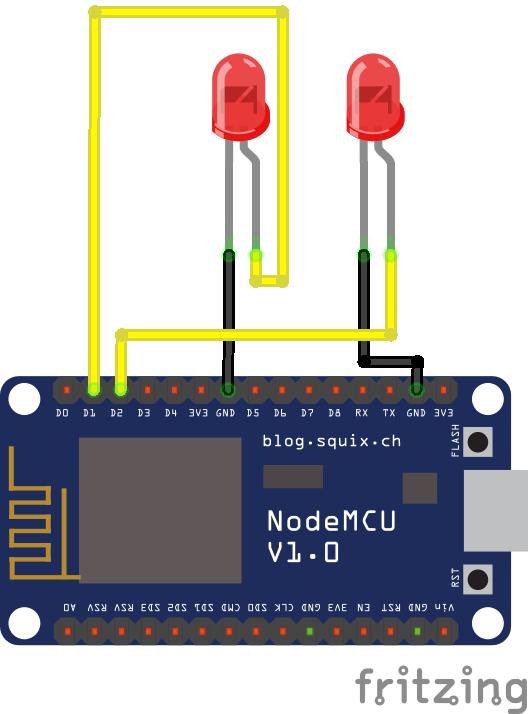 D0 D1 D2 D3 D4 3V3 GND D5 D6 D7 D8 RX TX GND 3V3
FLASH
blog.squix.ch
NodeMCU
V1.0
RST
A0 RSV RSV SD3 SD2 SD1 CMD SD0 CLK GND 3V3 EN RST GND Vin
fritzing